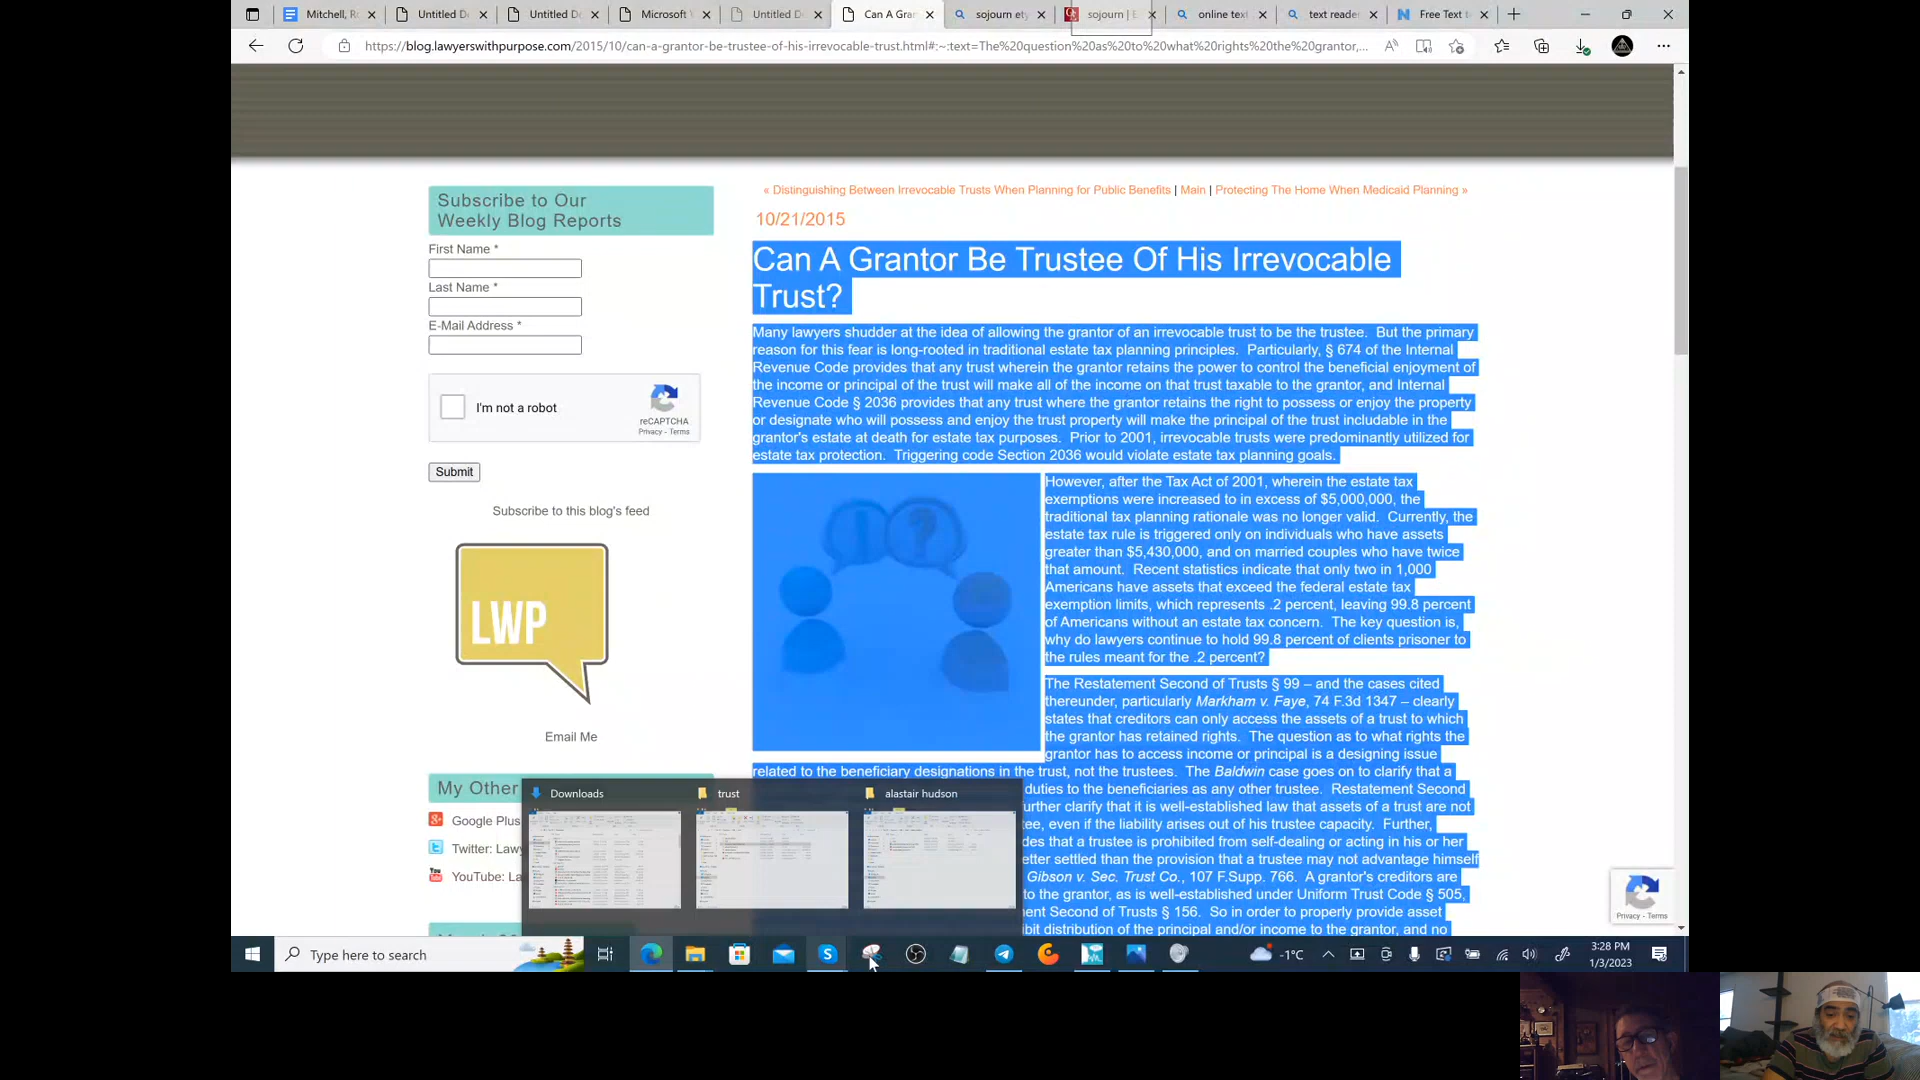 Mitchell, R
Untitled D
Untitled De
Microsoft
Untitled D
Can A Gra
sojourn ety
sojourn | E
online text
text reade
Free Text t
https://blog.lawyerswithpurpose.com/2015/10/can-a-grantor-be-trustee-of-his-irrevocable-trust.html#:~:text=The%20question%20as%20to%20what%20rights%20the%20grantor,...
« Distinguishing Between Irrevocable Trusts When Planning for Public Benefits | Main | Protecting The Home When Medicaid Planning »
10/21/2015
Can A Grantor Be Trustee Of His Irrevocable
Trust?
Many lawyers shudder at the idea of allowing the grantor of an irrevocable trust to be the trustee. But the primary
reason for this fear is long-rooted in traditional estate tax planning principles. Particularly, § 674 of the Internal
Revenue Code provides that any trust wherein the grantor retains the power to control the beneficial enjoyment of
the income or principal of the trust will make all of the income on that trust taxable to the grantor, and Internal
Revenue Code § 2036 provides that any trust where the grantor retains the right to possess or enjoy the property
or designate who will possess and enjoy the trust property will make the principal of the trust includable in the
grantor's estate at death for estate tax purposes. Prior to 2001, irrevocable trusts were predominantly utilized for
estate tax protection. Triggering code Section 2036 would violate estate tax planning goals.
However, after the Tax Act of 2001, wherein the estate tax
exemptions were increased to in excess of $5,000,000, the
traditional tax planning rationale was no longer valid. Currently, the
estate tax rule is triggered only on individuals who have assets
greater than $5,430,000, and on married couples who have twice
that amount. Recent statistics indicate that only two in 1,000
Americans have assets that exceed the federal estate tax
exemption limits, which represents .2 percent, leaving 99.8 percent
of Americans without an estate tax concern. The key question is,
why do lawyers continue to hold 99.8 percent of clients prisoner to
the rules meant for the .2 percent?
The Restatement Second of Trusts § 99 – and the cases cited
thereunder, particularly Markham v. Faye, 74 F.3d 1347 – clearly
states that creditors can only access the assets of a trust to which
the grantor has retained rights. The question as to what rights the
grantor has to access income or principal is a designing issue
related to the beneficiary designations in the trust, not the trustees. The Baldwin case goes on to clarify that a
duties to the beneficiaries as any other trustee. Restatement Second
urther clarify that it is well-established law that assets of a trust are not
tee, even if the liability arises out of his trustee capacity. Further,
des that a trustee is prohibited from self-dealing or acting in his or her
etter settled than the provision that a trustee may not advantage himself
Gibson v. Sec. Trust Co., 107 F.Supp. 766. A grantor's creditors are
to the grantor, as is well-established under Uniform Trust Code § 505,
ent Second of Trusts § 156. So in order to properly provide asset
ibit distribution of the principal and/or income to the grantor, and no
Subscribe to Our
Weekly Blog Reports
First Name *
Last Name *
E-Mail Address *
I'm not a robot
reCAPTCHA
Privacy - Terms
Submit
Subscribe to this blog's feed
LWP
Email Me
My Other
Google Plus
Twitter: Lawy
YouTube: La
Downloads
trust
alastair hudson
Privacy - Terms
Type here to search
-1°C
3:28 PM
1/3/2023